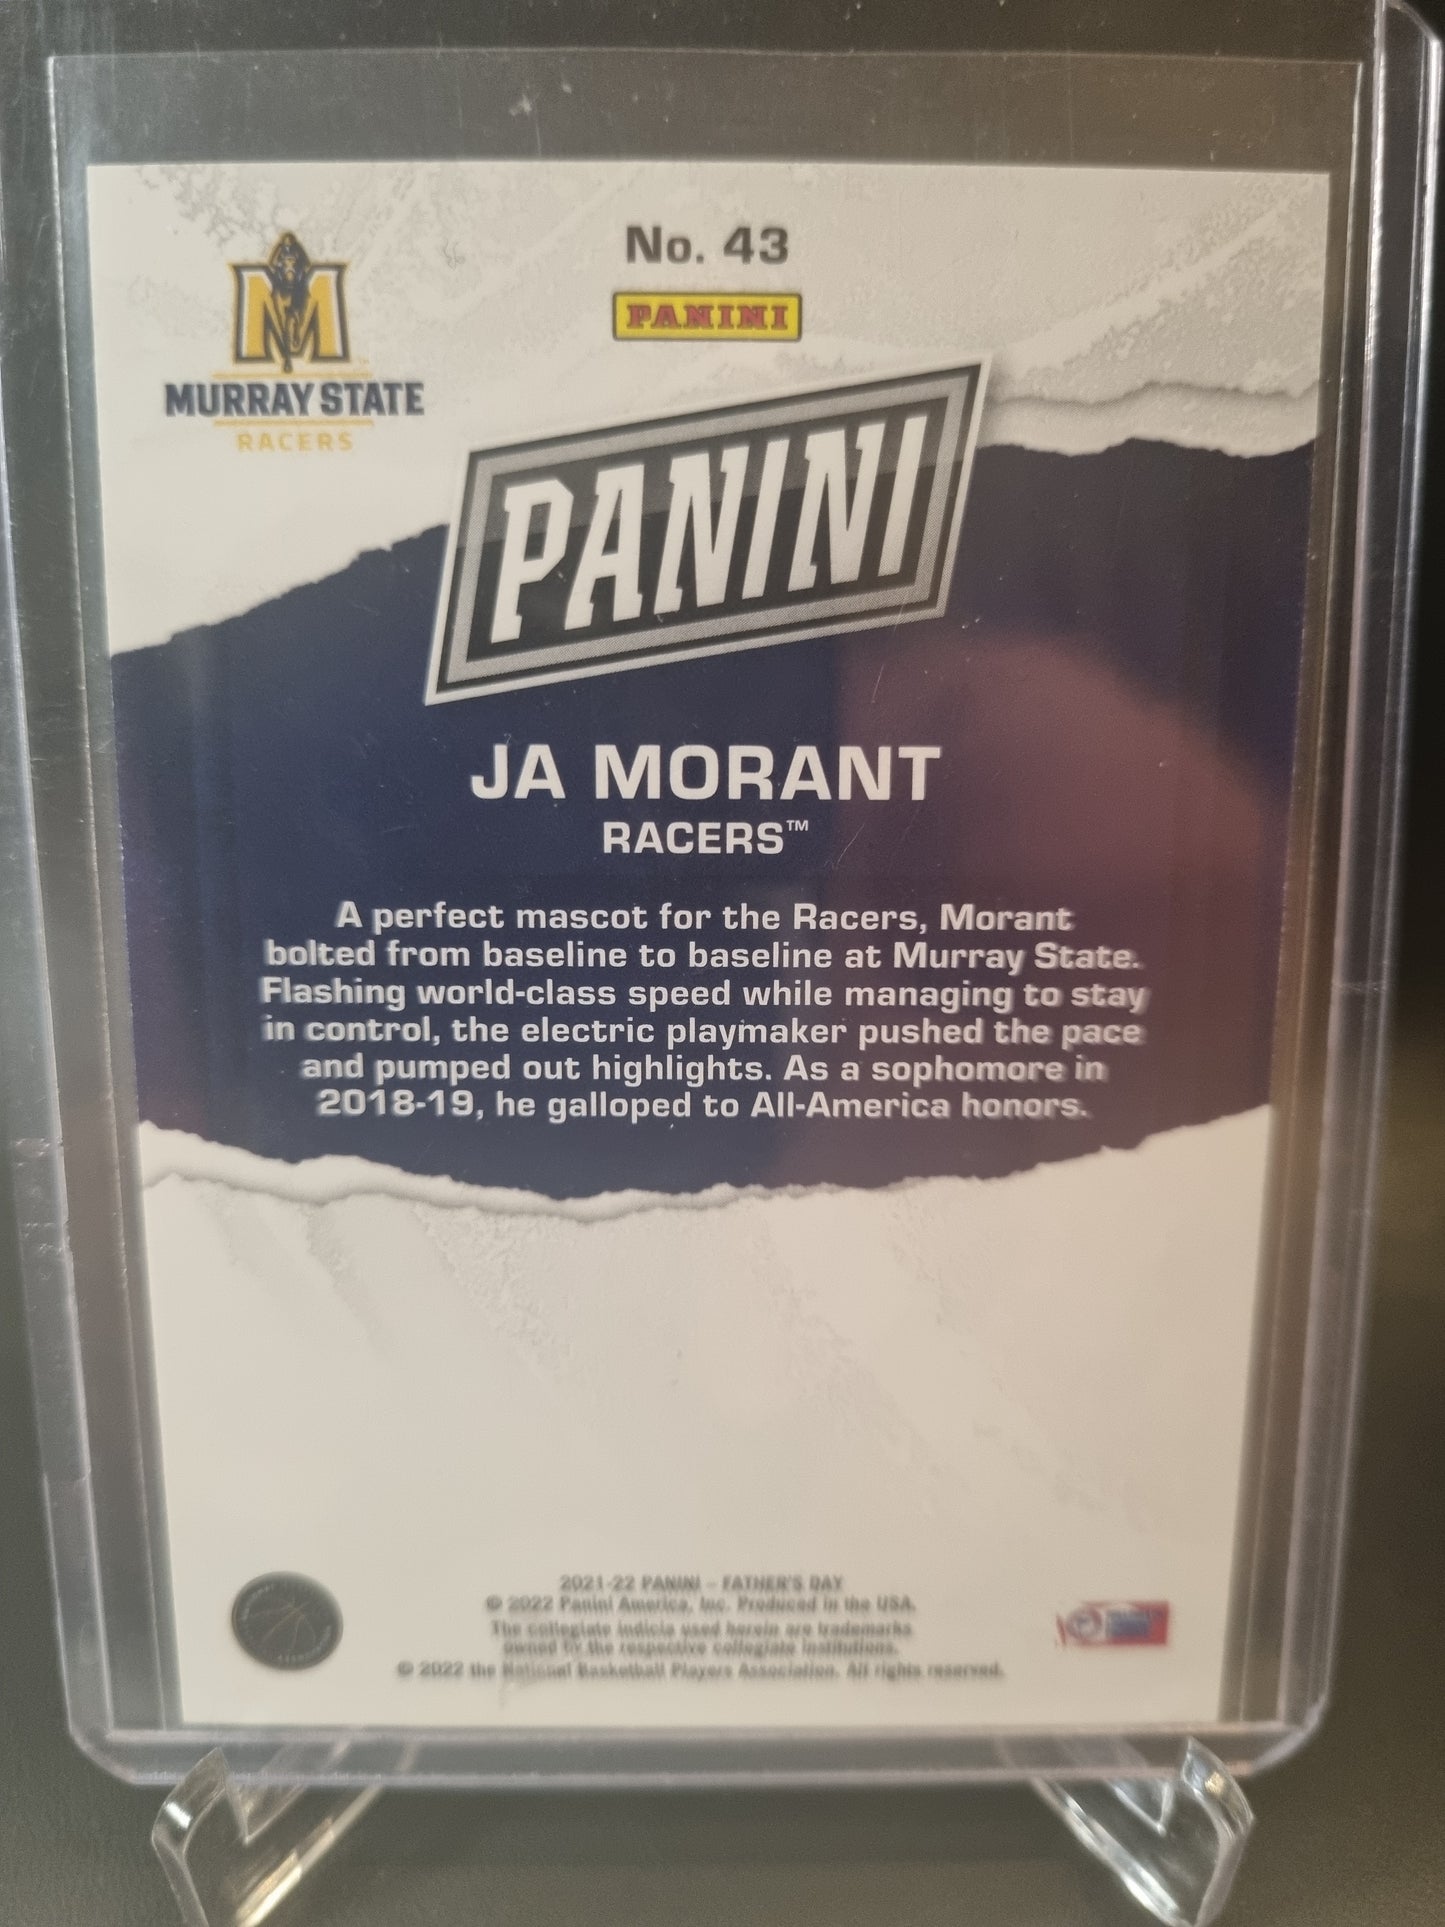 No. 43
PANINI
MURRAY STATE
RACERS
PANINI
JA MORANT
RACERS™
A perfect mascot for the Racers, Morant
bolted from baseline to baseline at Murray State.
Flashing world-class speed while managing to stay
in control, the electric playmaker pushed the pace
and pumped out highlights. As a sophomore in
2018-19, he galloped to All-America honors.
2021-22 PANINI – FATHER'S DAY
© 2022 Panini America, Inc. Produced in the USA.
The collegiate indicia used herein are trademarks
owned by the respective collegiate institutions.
© 2022 the National Basketball Players Association. All rights reserved.